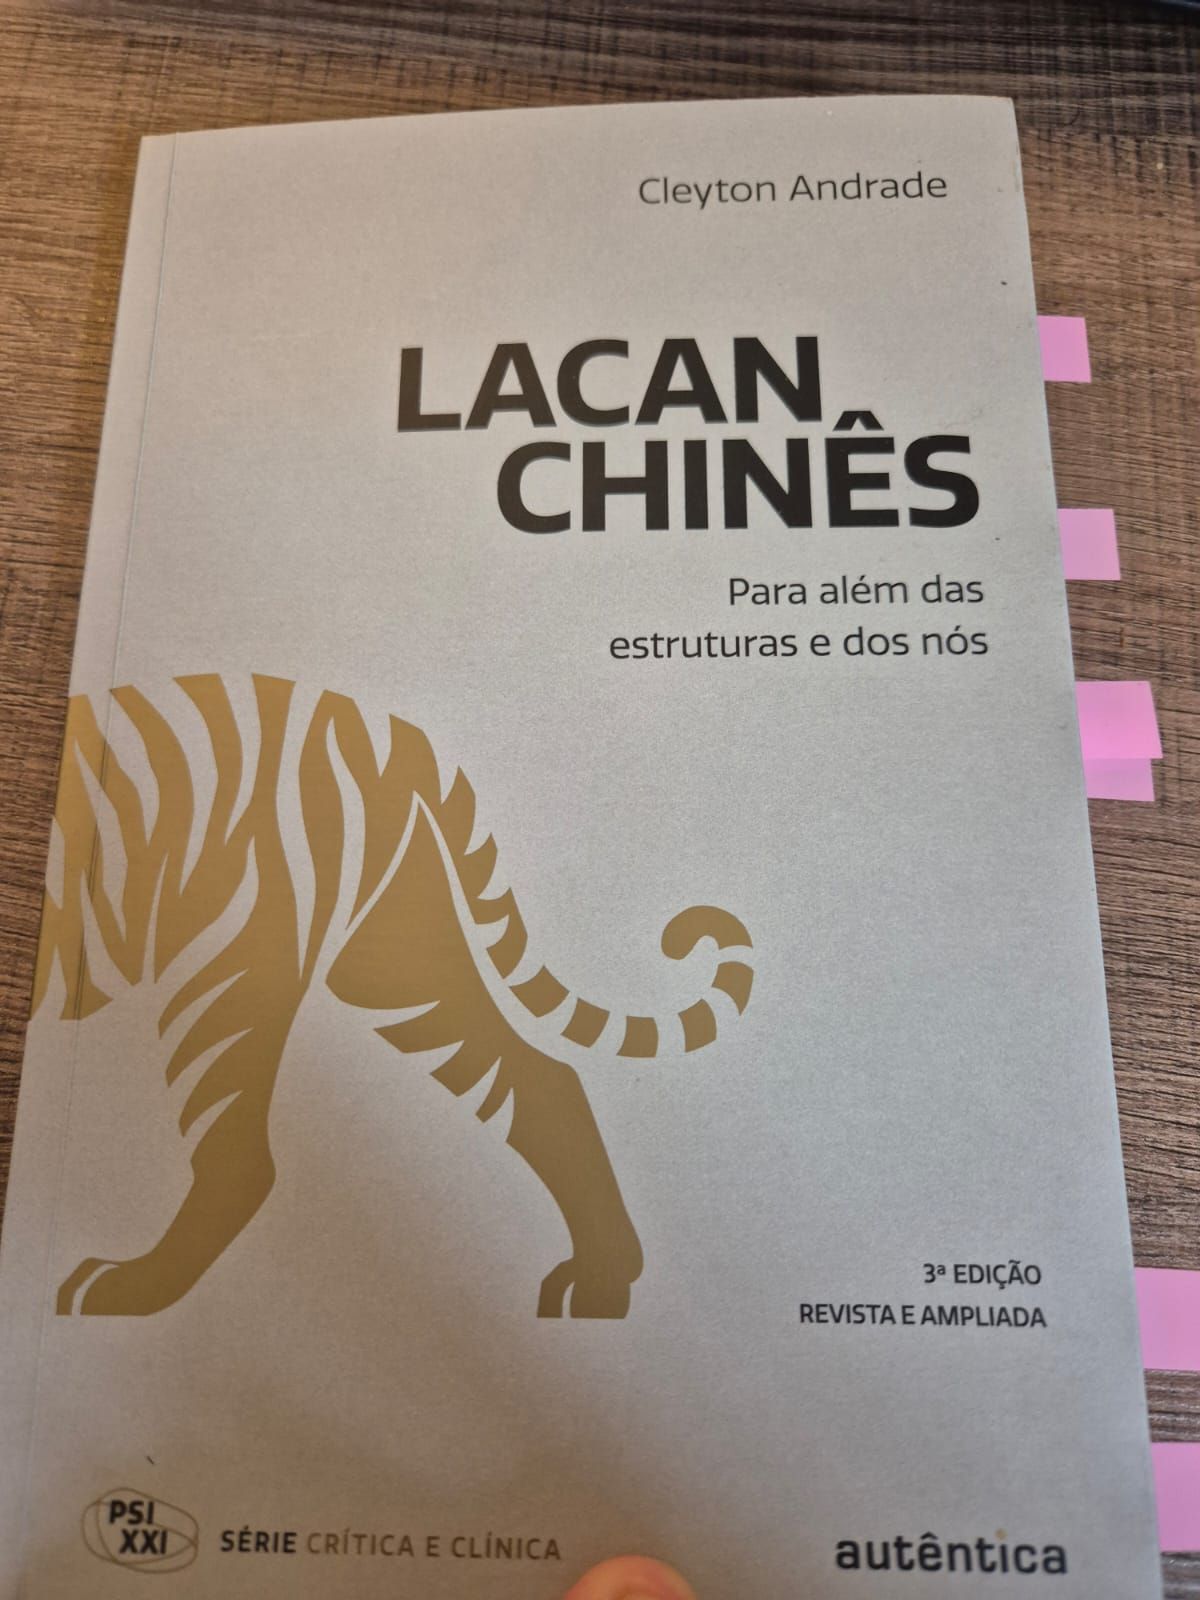 Cleyton Andrade
LACAN
CHINÊS
Para além das
estruturas e dos nós
3ª EDIÇÃO
REVISTA E AMPLIADA
PSI
XXI
SÉRIE CRÍTICA E CLÍNICA
autêntica